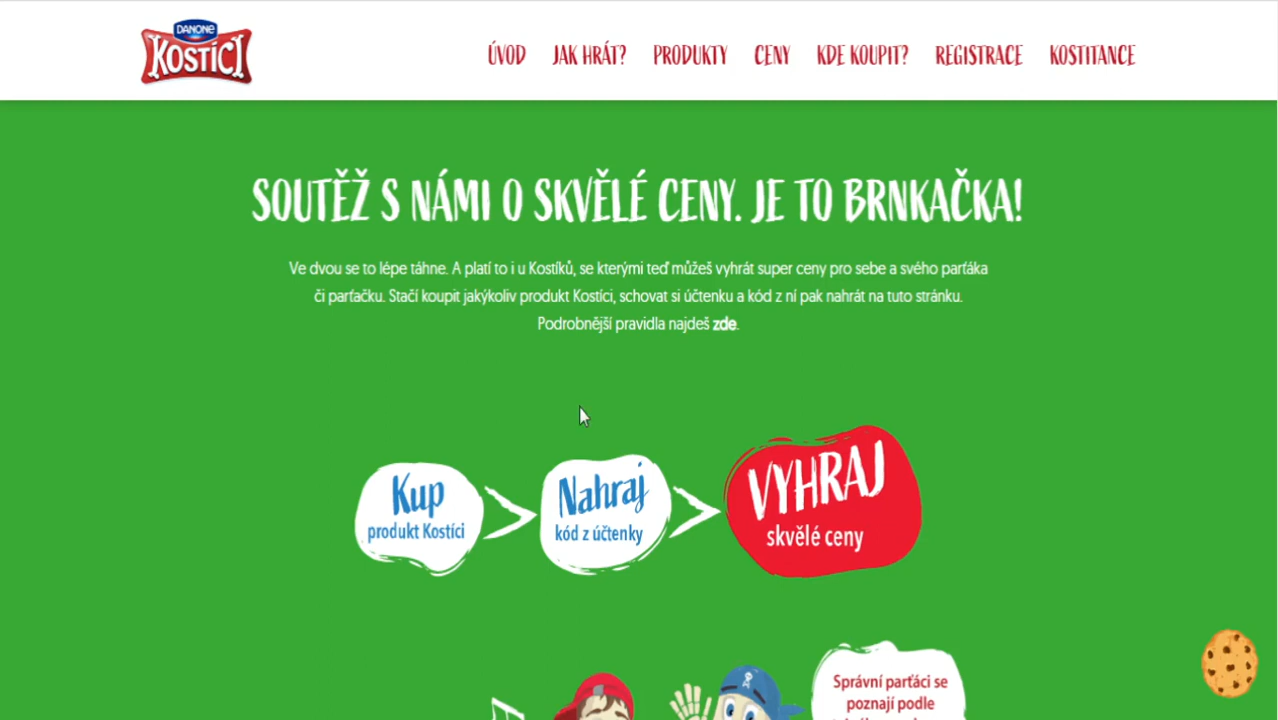 DANONE
KOSTÍCI
ÚVOD JAK HRÁT? PRODUKTY CENY KDE KOUPIT? REGISTRACE KOSTITANCE
SOUTĚŽ S NÁMI O SKVĚLÉ CENY. JE TO BRNKAČKA!
Ve dvou se to lépe táhne. A platí to i u Kostíků, se kterými teď můžeš vyhrát super ceny pro sebe a svého parťáka
či parťačku. Stačí koupit jakýkoliv produkt Kostíci, schovat si účtenku a kód z ní pak nahrát na tuto stránku.
Podrobnější pravidla najdeš zde.
Kup
produkt Kostíci
Nahraj
kód z účtenky
VYHRAJ
skvělé ceny
Správní parťáci se
poznají podle